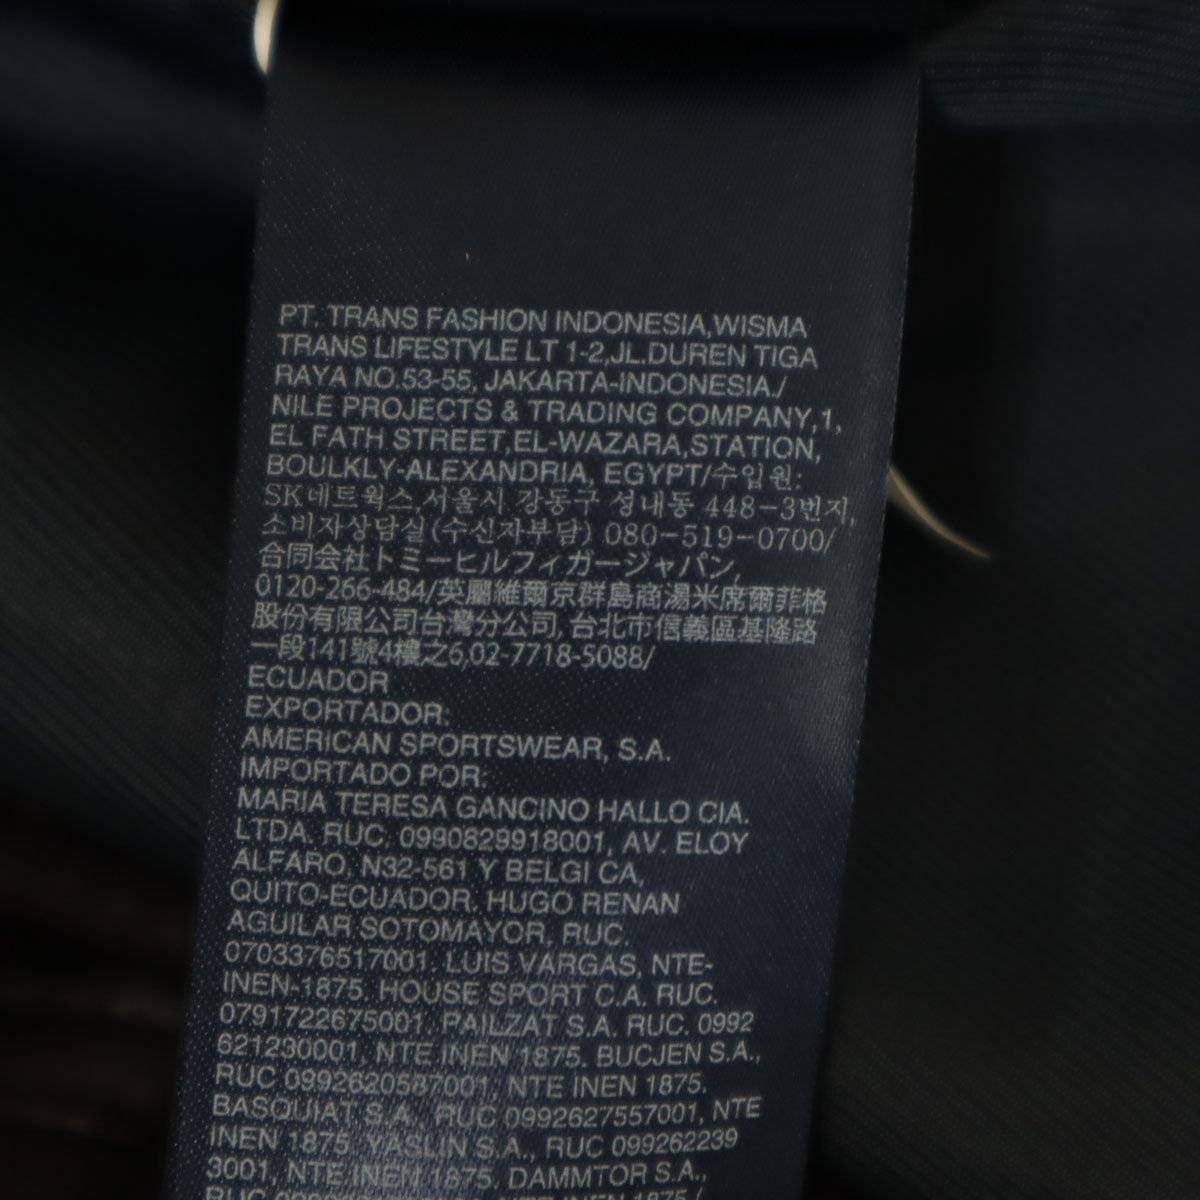 PT. TRANS FASHION INDONESIA,WISMA
TRANS LIFESTYLE LT 1-2,JL.DUREN TIGA
RAYA NO.53-55, JAKARTA-INDONESIA./
NILE PROJECTS & TRADING COMPANY,1,
EL FATH STREET,EL-WAZARA,STATION,
BOULKLY-ALEXANDRIA, EGYPT/수입원:
SK네트웍스,서울시 강동구 성내동 448-3번지,
소비자상담실(수신자부담) 080-519-0700/
合同会社トミーヒルフィガージャパン,
0120-266-484/英屬維爾京群島商湯米席爾菲格
股份有限公司台灣分公司, 台北市信義區基隆路
一段141號4樓之6,02-7718-5088/
ECUADOR
EXPORTADOR:
AMERICAN SPORTSWEAR, S.A.
IMPORTADO POR:
MARIA TERESA GANCINO HALLO CIA.
LTDA. RUC. 0990829918001, AV. ELOY
ALFARO, N32-561 Y BELGI CA,
QUITO-ECUADOR. HUGO RENAN
AGUILAR SOTOMAYOR, RUC.
0703376517001. LUIS VARGAS, NTE-
INEN-1875. HOUSE SPORT C.A. RUC.
0791722675001. PAILZAT S.A. RUC. 0992
621230001, NTE INEN 1875. BUCJEN S.A.,
RUC 0992620587001, NTE INEN 1875.
BASQUIAT S.A., RUC 0992627557001, NTE
INEN 1875. YASLIN S.A., RUC 099262239
3001, NTE INEN 1875. DAMMTOR S.A.,
RUC INEN 1875./